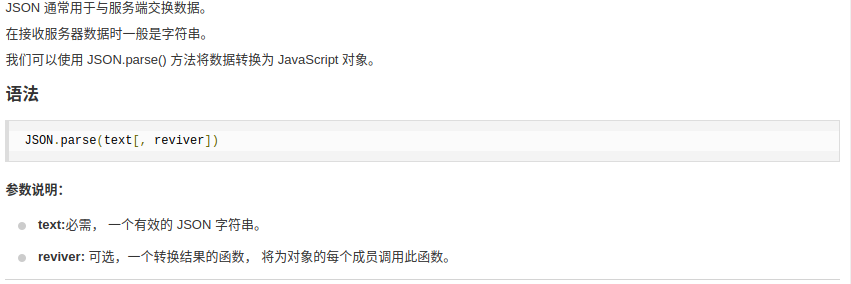 JSON 通常用于与服务端交换数据。
在接收服务器数据时一般是字符串。
我们可以使用 JSON.parse() 方法将数据转换为 JavaScript 对象。
语法
JSON.parse(text[, reviver])
参数说明：
text:必需， 一个有效的 JSON 字符串。
reviver: 可选，一个转换结果的函数， 将为对象的每个成员调用此函数。